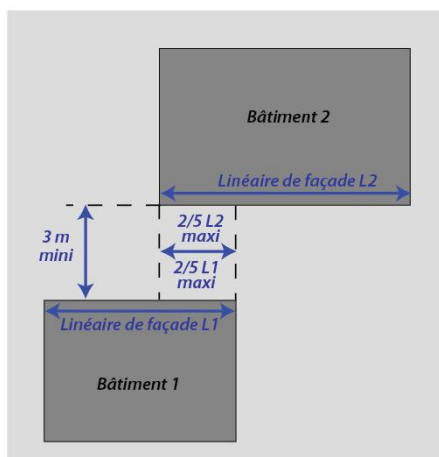 Bâtiment 2
Linéaire de façade L2
2/5 L2
maxi
3 m
mini
2/5 L1
maxi
Linéaire de façade L1
Bâtiment 1